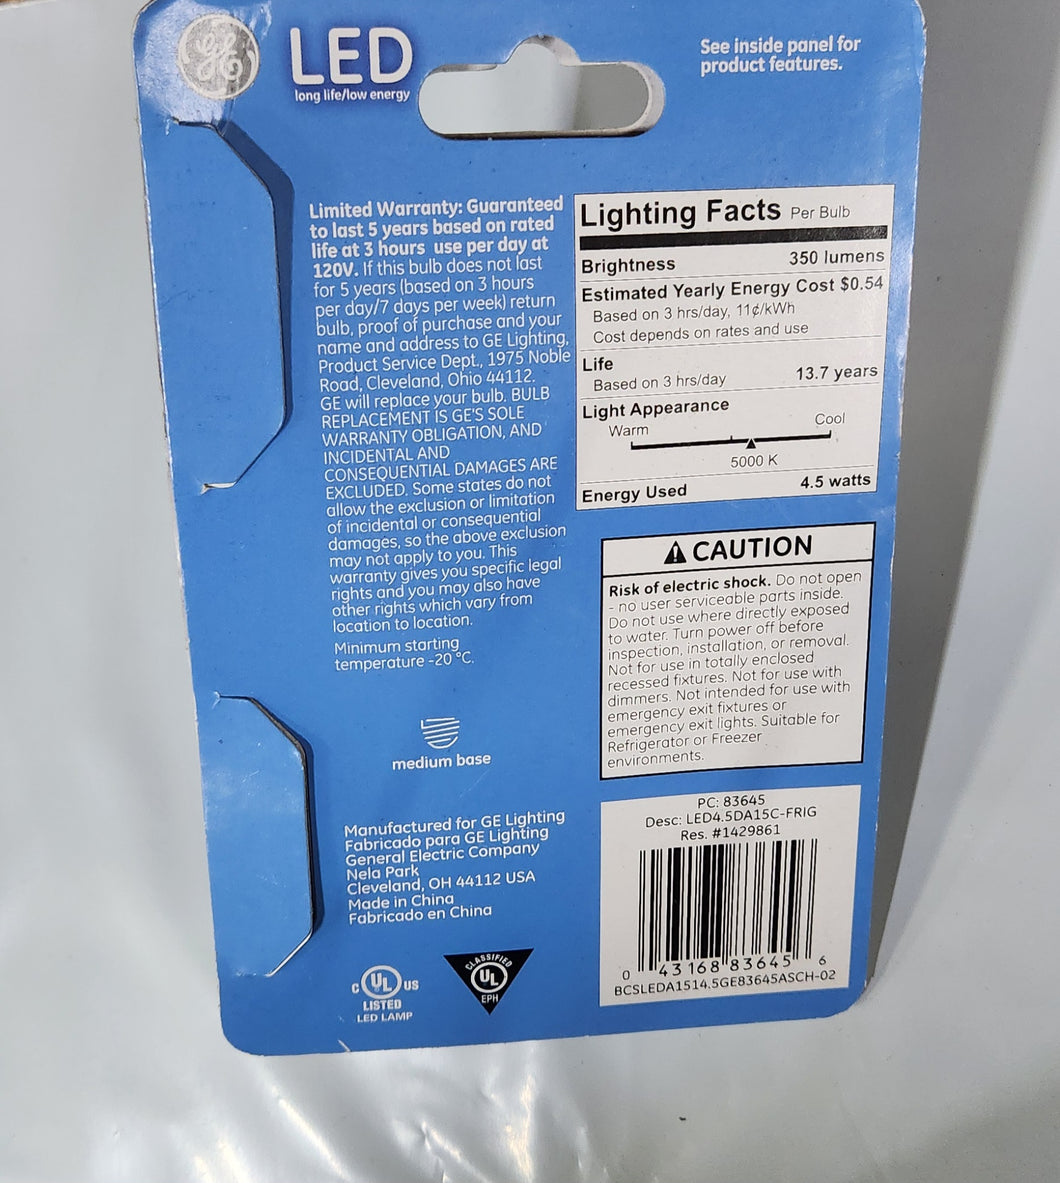 GE
LED
long life/low energy
See inside panel for
product features.
Limited Warranty: Guaranteed
to last 5 years based on rated
life at 3 hours use per day at
120V. If this bulb does not last
for 5 years (based on 3 hours
per day/7 days per week) return
bulb, proof of purchase and your
name and address to GE Lighting,
Product Service Dept., 1975 Noble
Road, Cleveland, Ohio 44112.
GE will replace your bulb. BULB
REPLACEMENT IS GE'S SOLE
WARRANTY OBLIGATION, AND
INCIDENTAL AND
CONSEQUENTIAL DAMAGES ARE
EXCLUDED. Some states do not
allow the exclusion or limitation
of incidental or consequential
damages, so the above exclusion
may not apply to you. This
warranty gives you specific legal
rights and you may also have
other rights which vary from
location to location.
Minimum starting
temperature -20 °C.
medium base
Manufactured for GE Lighting
Fabricado para GE Lighting
General Electric Company
Nela Park
Cleveland, OH 44112 USA
Made in China
Fabricado en China
C UL US
LISTED
LED LAMP
CLASSIFIED
UL
EPH
Lighting Facts Per Bulb
Brightness 350 lumens
Estimated Yearly Energy Cost $0.54
Based on 3 hrs/day, 11¢/kWh
Cost depends on rates and use
Life
Based on 3 hrs/day 13.7 years
Light Appearance
Warm Cool
5000 K
Energy Used 4.5 watts
CAUTION
Risk of electric shock. Do not open
- no user serviceable parts inside.
Do not use where directly exposed
to water. Turn power off before
inspection, installation, or removal.
Not for use in totally enclosed
recessed fixtures. Not for use with
dimmers. Not intended for use with
emergency exit fixtures or
emergency exit lights. Suitable for
Refrigerator or Freezer
environments.
PC: 83645
Desc: LED4.5DA15C-FRIG
Res. #1429861
0 43168 83645 6
BCSLEDA1514.5GE83645ASCH-02